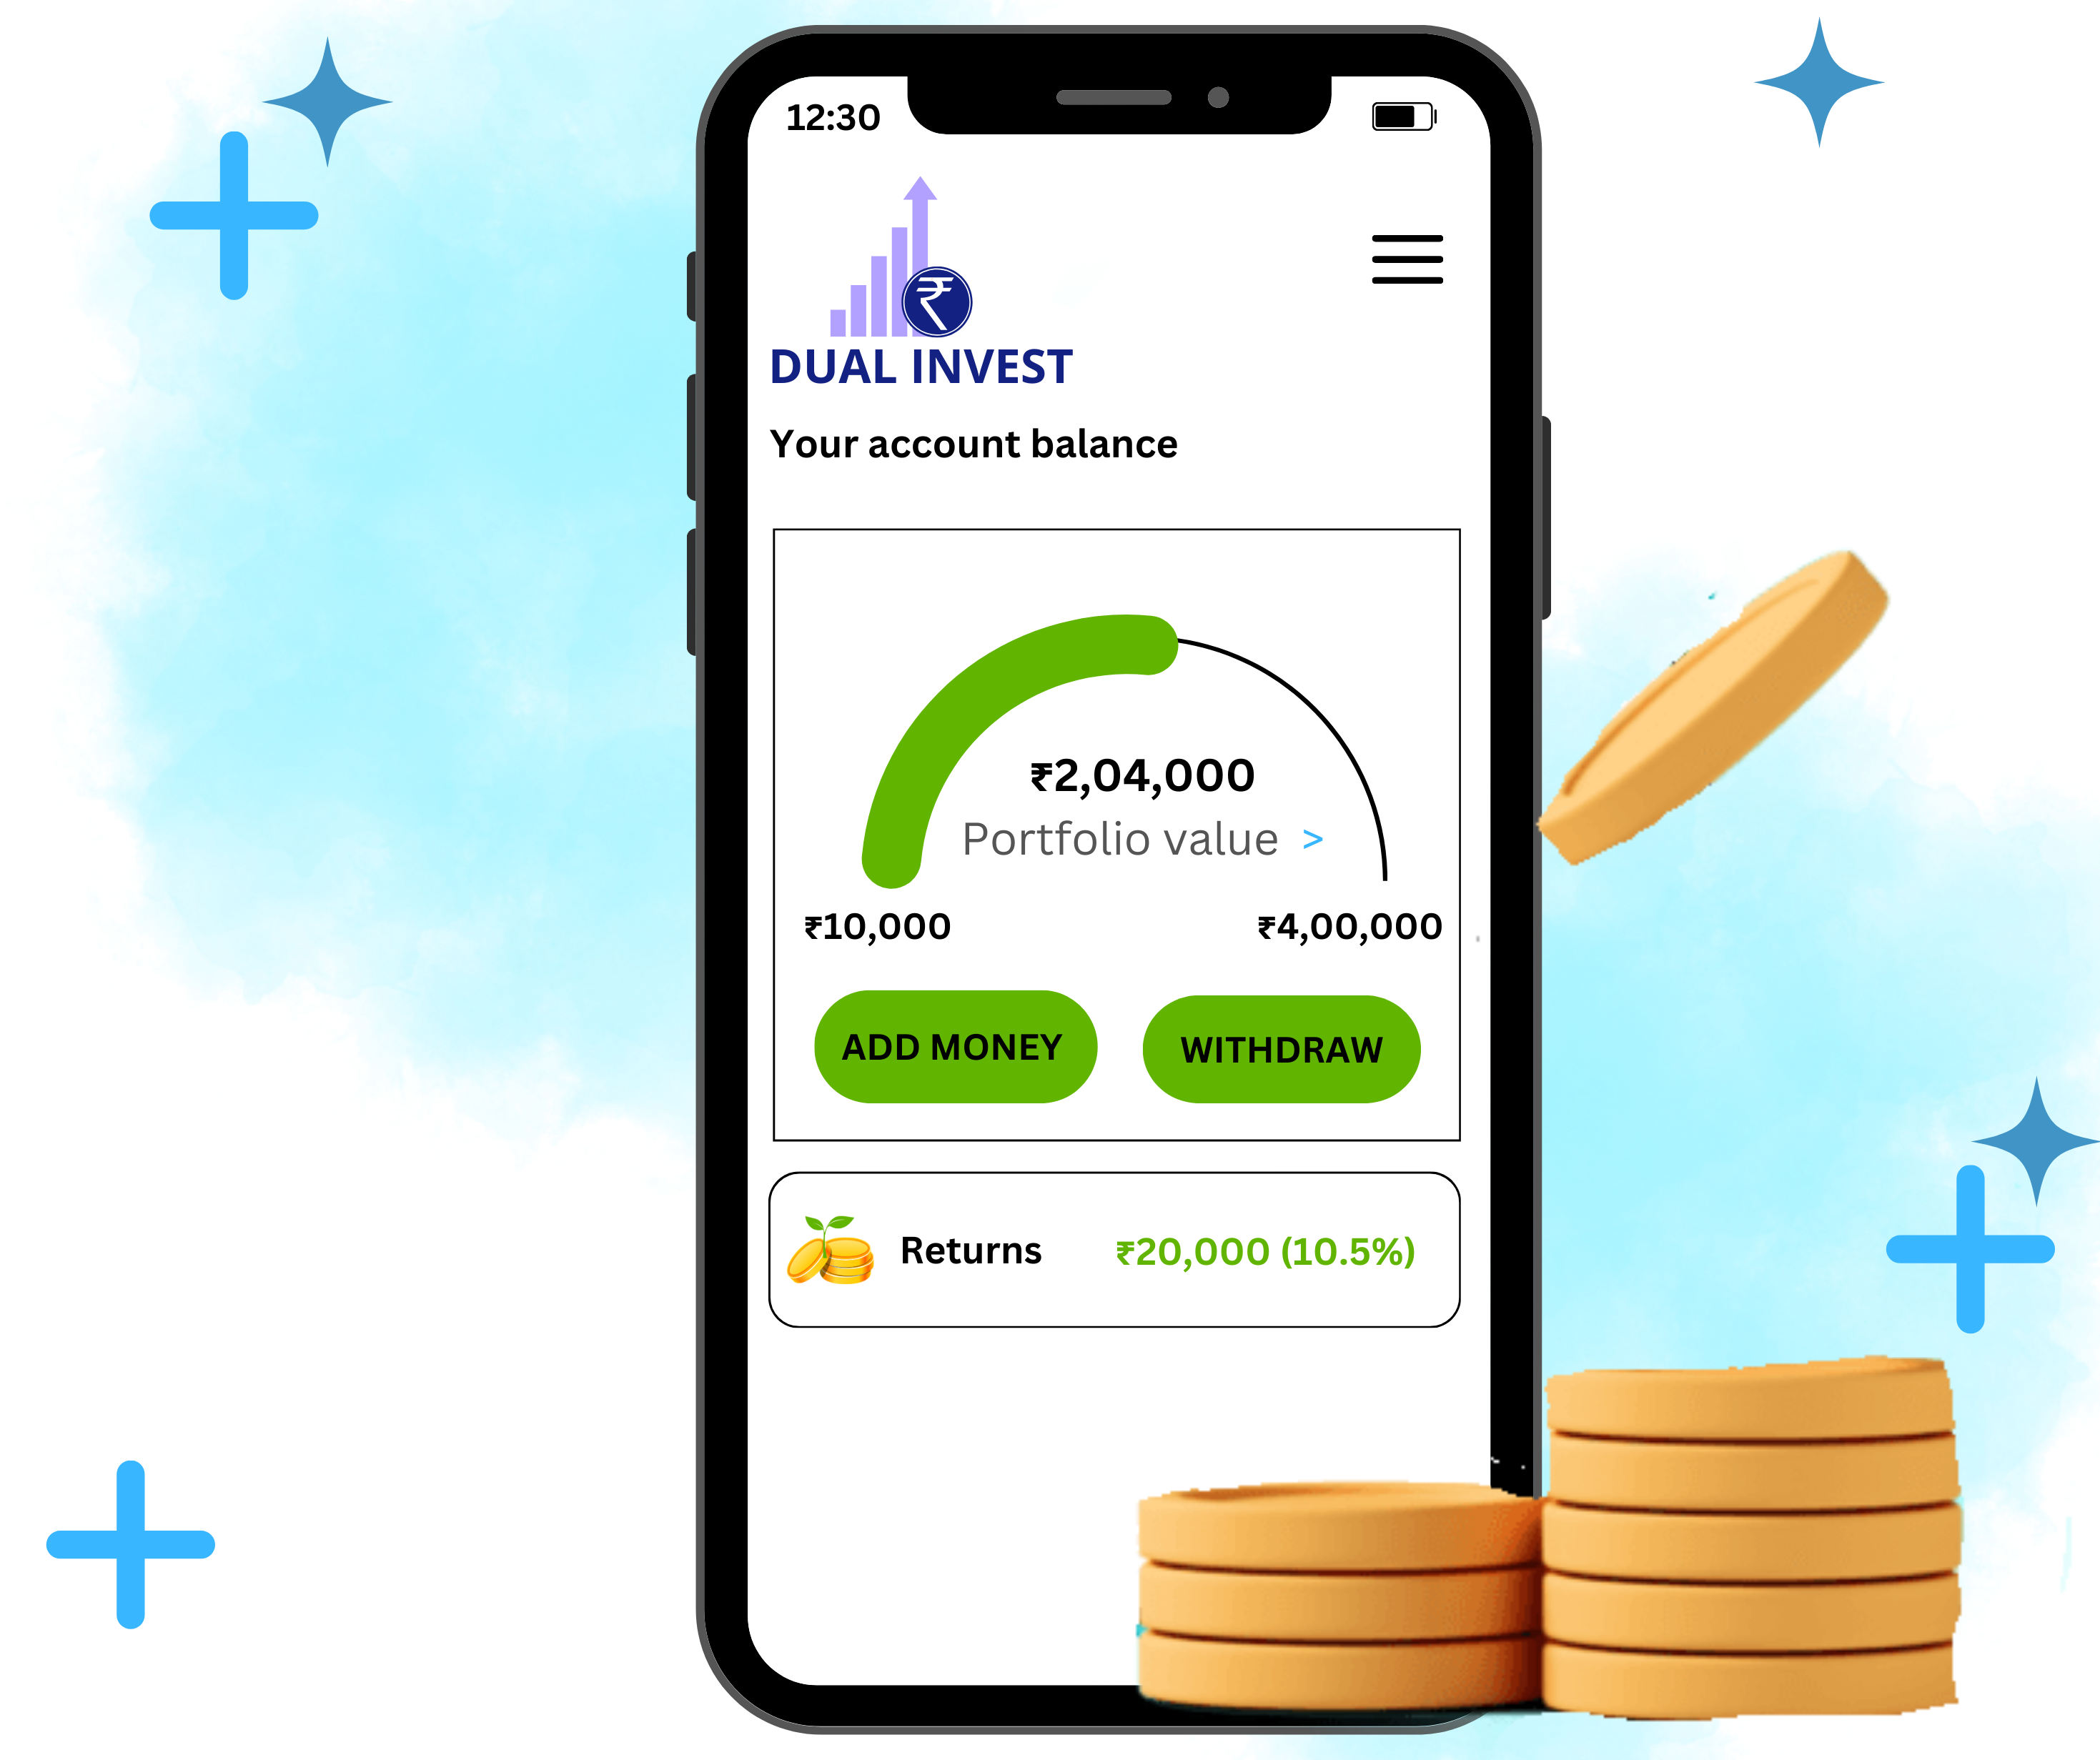 12:30
₹
DUAL INVEST
Your account balance
₹2,04,000
Portfolio value >
₹10,000 ₹4,00,000
ADD MONEY WITHDRAW
Returns ₹20,000 (10.5%)